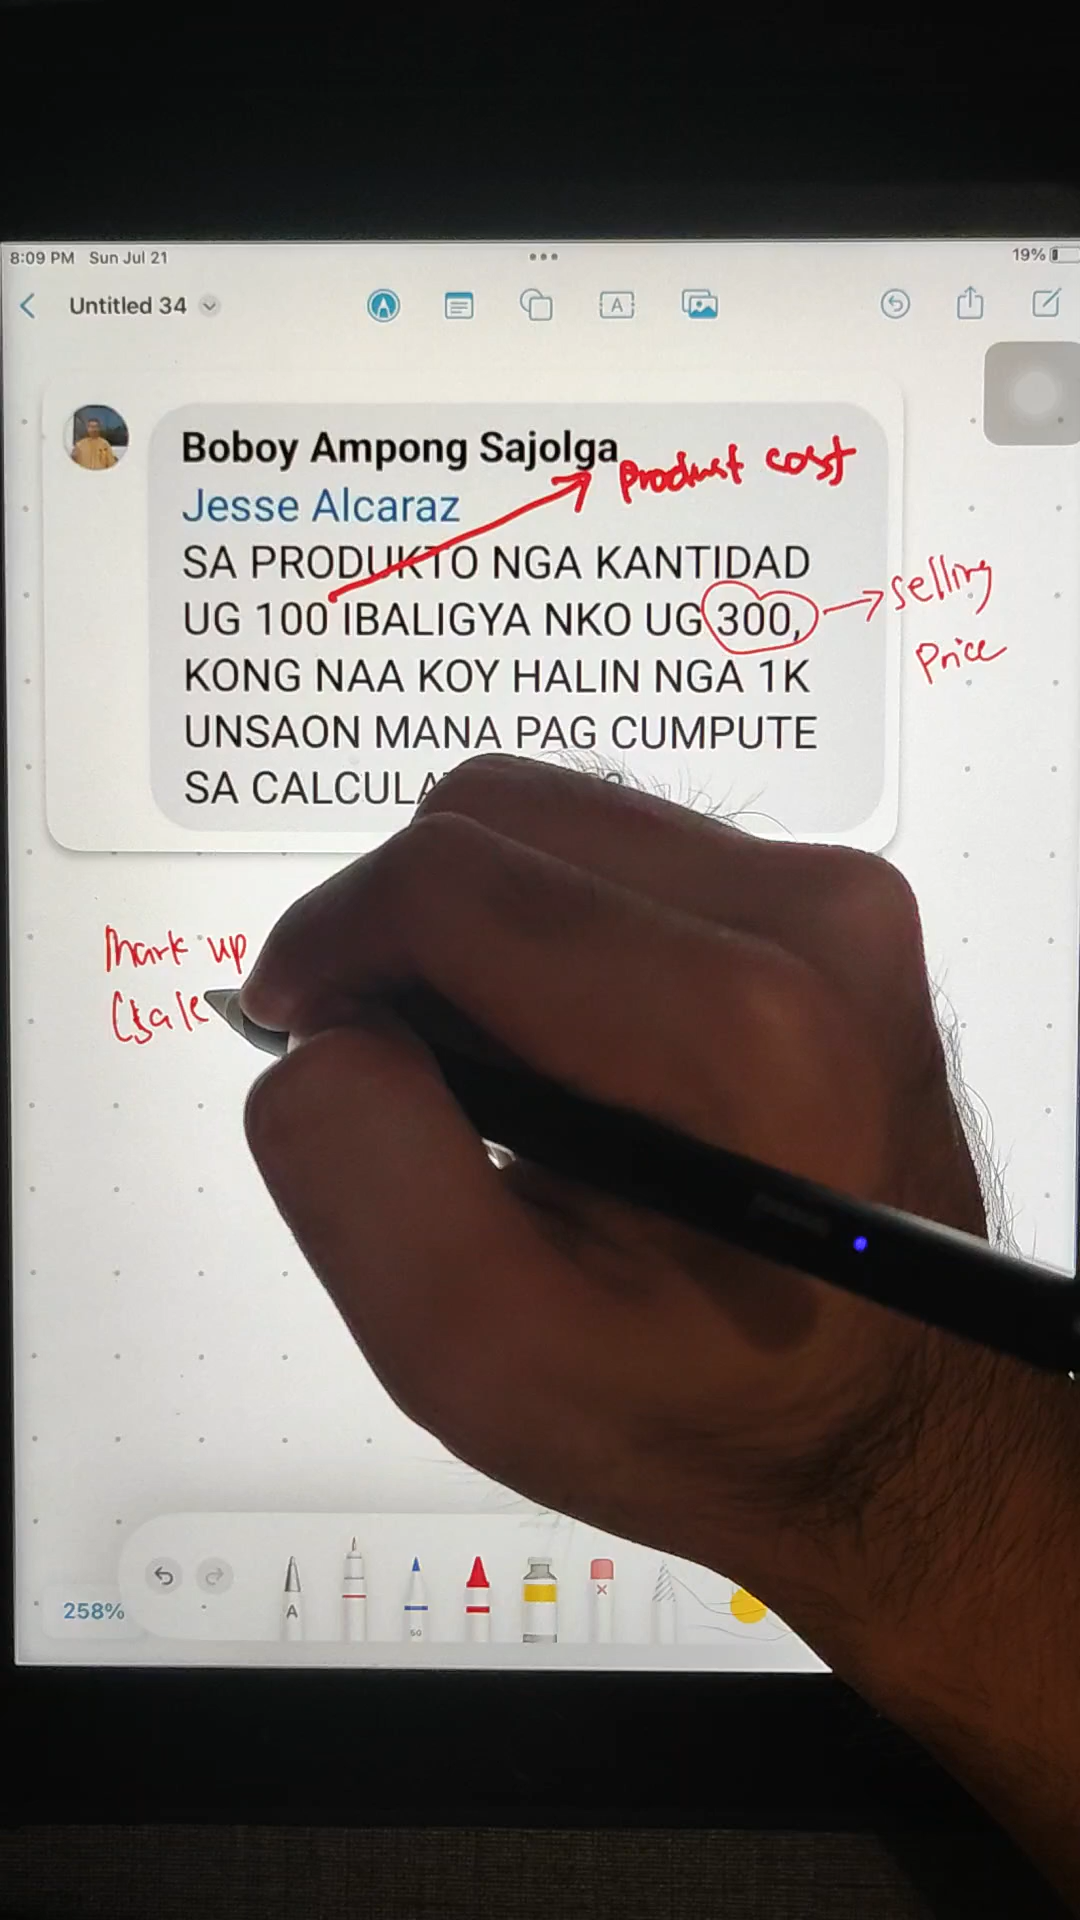 8:09 PM Sun Jul 21
19%
Untitled 34
A
Boboy Ampong Sajolga
Product cost
Jesse Alcaraz
SA PRODUKTO NGA KANTIDAD
UG 100 IBALIGYA NKO UG 300,
selling
Price
KONG NAA KOY HALIN NGA 1K
UNSAON MANA PAG CUMPUTE
SA
Mark up
(sale
A
50
258%